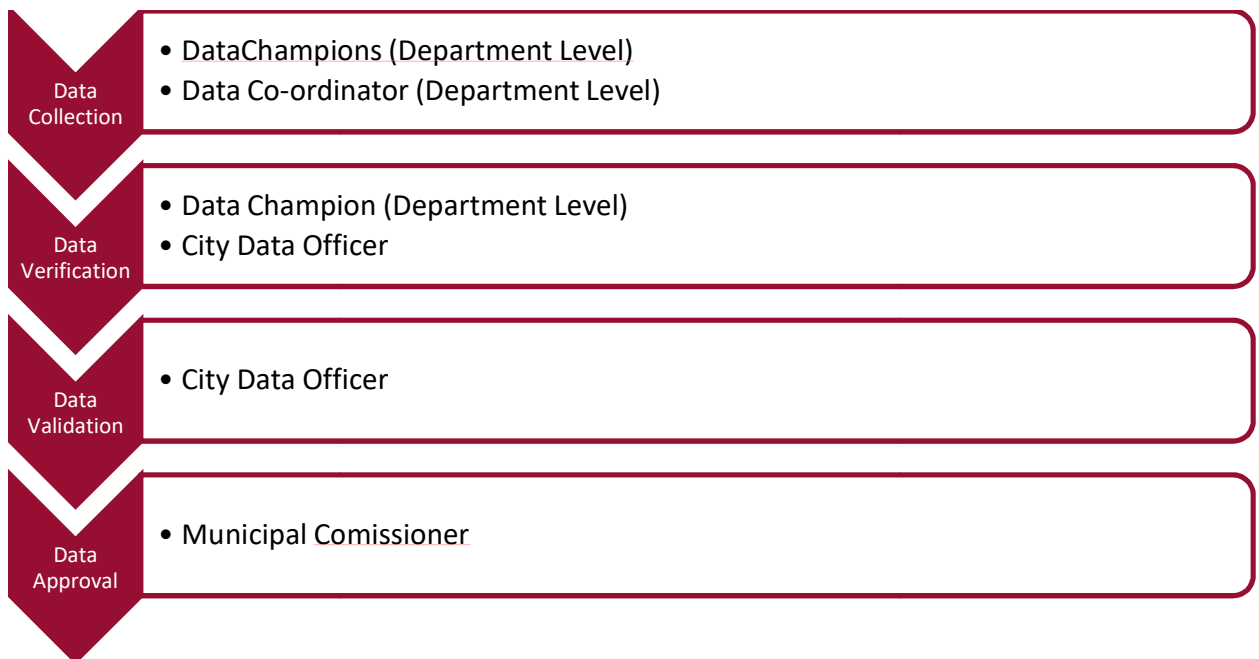 Data
Collection
• DataChampions (Department Level)
• Data Co-ordinator (Department Level)
Data
Verification
• Data Champion (Department Level)
• City Data Officer
Data
Validation
• City Data Officer
Data
Approval
• Municipal Comissioner